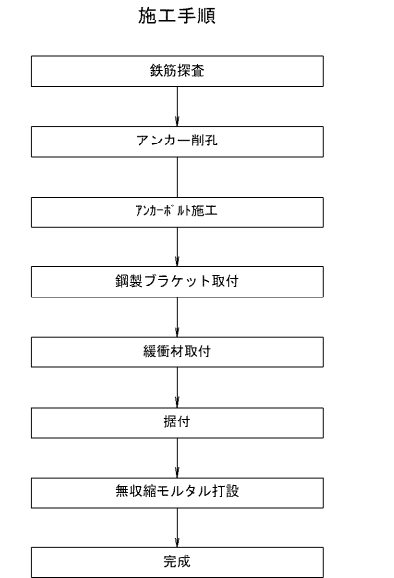 施工手順
鉄筋探査
アンカー削孔
ｱﾝｶｰﾎﾞﾙﾄ施工
鋼製ブラケット取付
緩衝材取付
据付
無収縮モルタル打設
完成